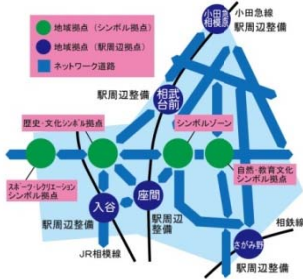 地域拠点（シンボル拠点）
地域拠点（駅周辺拠点）
ネットワーク道路
小田急
相模原
小田急線
駅周辺整備
駅周辺整備
相武
台前
歴史・文化シンボル拠点
シンボルゾーン
スポーツ・レクリエーション
シンボル拠点
自然・教育文化
シンボル拠点
入谷
座間
駅周辺整備
駅周辺整備
さがみ野
相鉄線
駅周辺整備
JR相模線